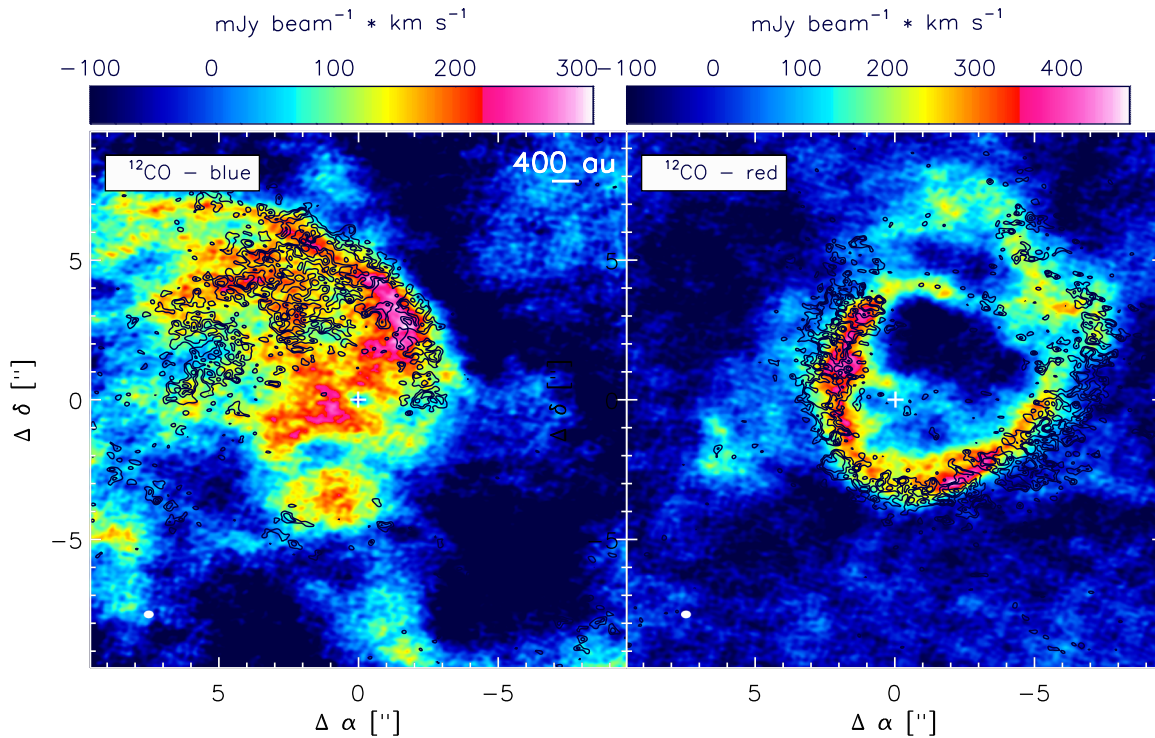 mJy beam⁻¹ * km s⁻¹ mJy beam⁻¹ * km s⁻¹
−100 0 100 200 300 −100 0 100 200 300 400
¹²CO − blue 400 au ¹²CO − red
5 5
0 0
−5 5
Δ δ ["] Δ δ ["]
5 0 −5 5 0 −5
Δ α ["] Δ α ["]